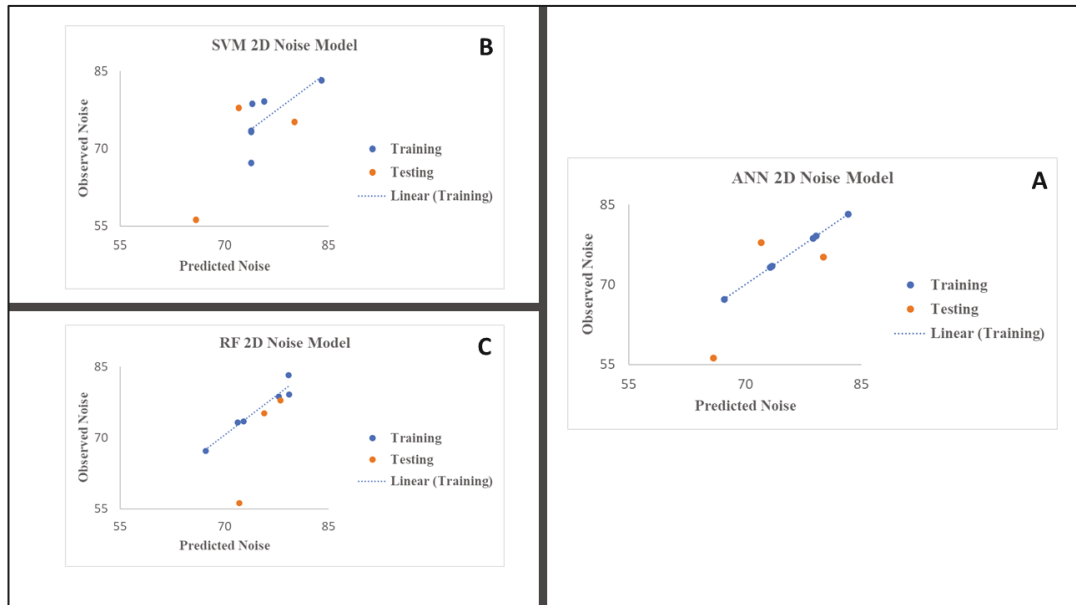 SVM 2D Noise Model
B
85
70
55
Observed Noise
55 70 85
Predicted Noise
Training
Testing
Linear (Training)
RF 2D Noise Model
C
85
70
55
Observed Noise
55 70 85
Predicted Noise
Training
Testing
Linear (Training)
ANN 2D Noise Model
A
85
70
55
Observed Noise
55 70 85
Predicted Noise
Training
Testing
Linear (Training)